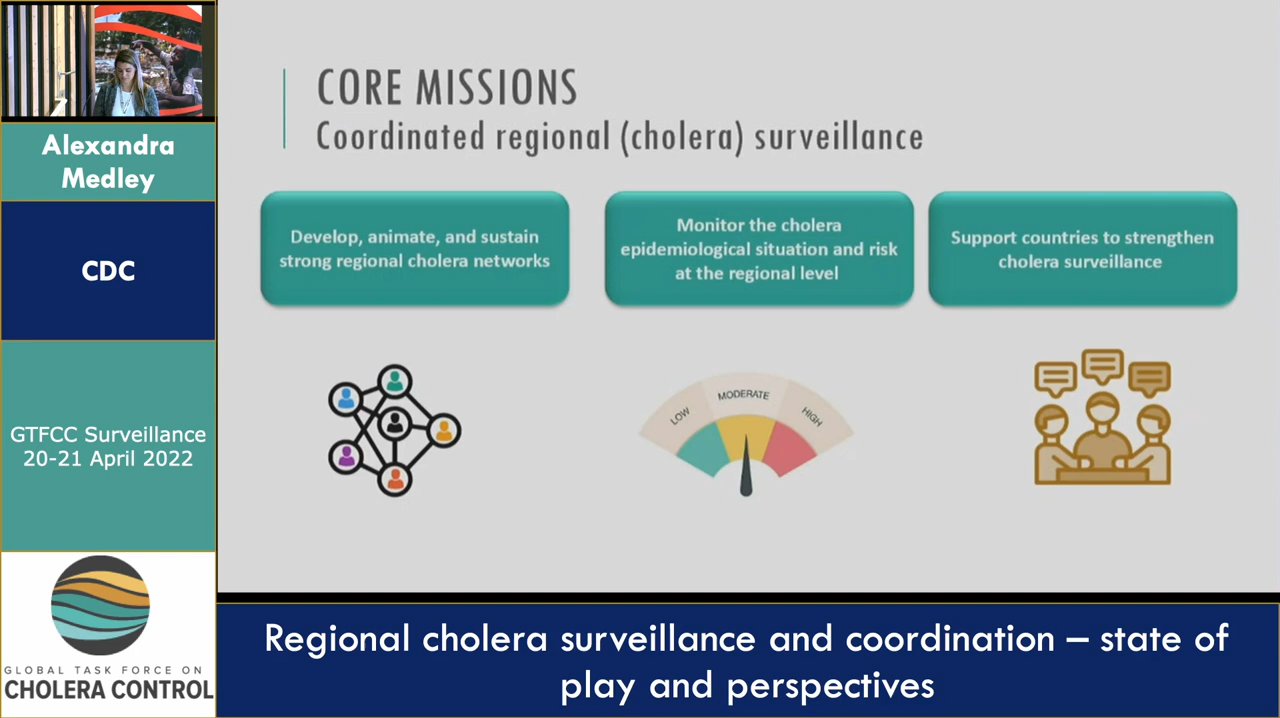 Alexandra
Medley
CDC
GTFCC Surveillance
20-21 April 2022
GLOBAL TASK FORCE ON
CHOLERA CONTROL
CORE MISSIONS
Coordinated regional (cholera) surveillance
Develop, animate, and sustain
strong regional cholera networks
Monitor the cholera
epidemiological situation and risk
at the regional level
Support countries to strengthen
cholera surveillance
LOW
MODERATE
HIGH
Regional cholera surveillance and coordination – state of
play and perspectives